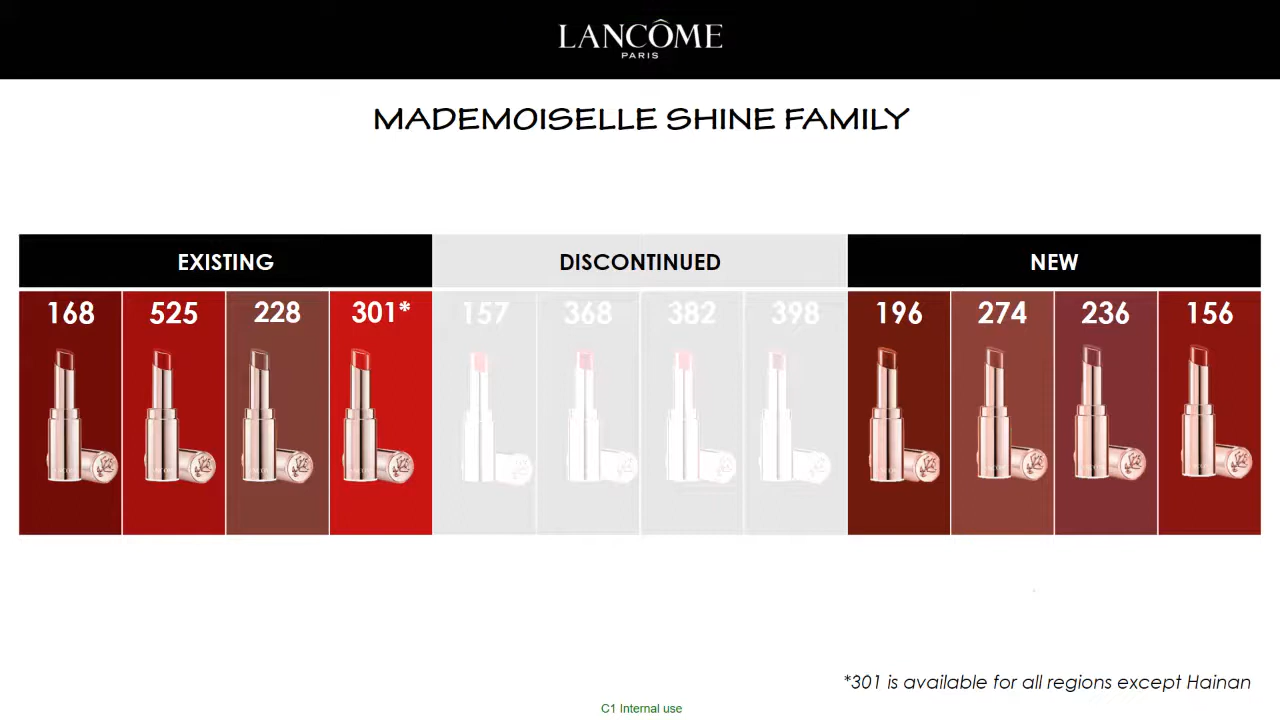 LANCÔME
PARIS
MADEMOISELLE SHINE FAMILY
EXISTING DISCONTINUED NEW
168 525 228 301* 157 368 382 398 196 274 236 156
*301 is available for all regions except Hainan
C1 Internal use